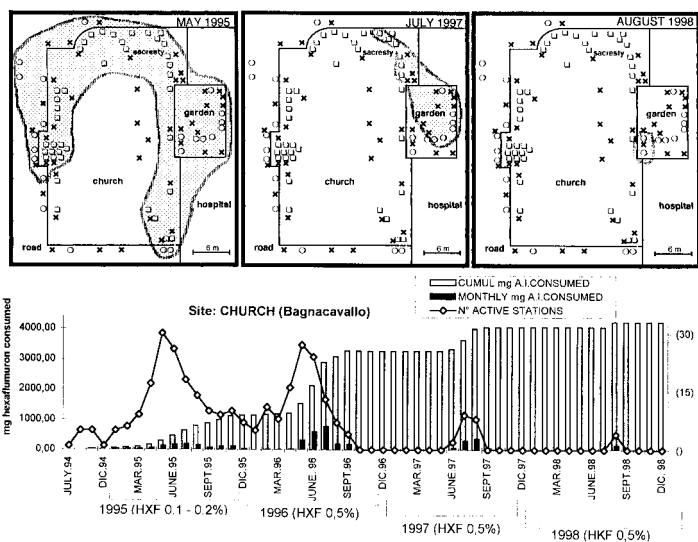 MAY 1995
sacresty
garden
church
hospital
road
6 m
JULY 1997
sacresty
garden
church
hospital
road
6 m
AUGUST 1998
sacresty
garden
church
hospital
road
6 m
CUMUL mg A.I.CONSUMED
MONTHLY mg A.I.CONSUMED
N° ACTIVE STATIONS
Site: CHURCH (Bagnacavallo)
mg hexaflumuron consumed
4000,00
3000,00
2000,00
1000,00
0,00
(30)
(15)
(0
JULY.94
DIC.94
MAR.95
JUNE.95
SEPT.95
DIC.95
MAR.96
JUNE.96
SEPT.96
DIC.96
MAR.97
JUNE.97
SEPT.97
DIC.97
MAR.98
JUNE.98
SEPT.98
DIC.98
1995 (HXF 0,1 - 0,2%)
1996 (HXF 0,5%)
1997 (HXF 0,5%)
1998 (HKF 0,5%)